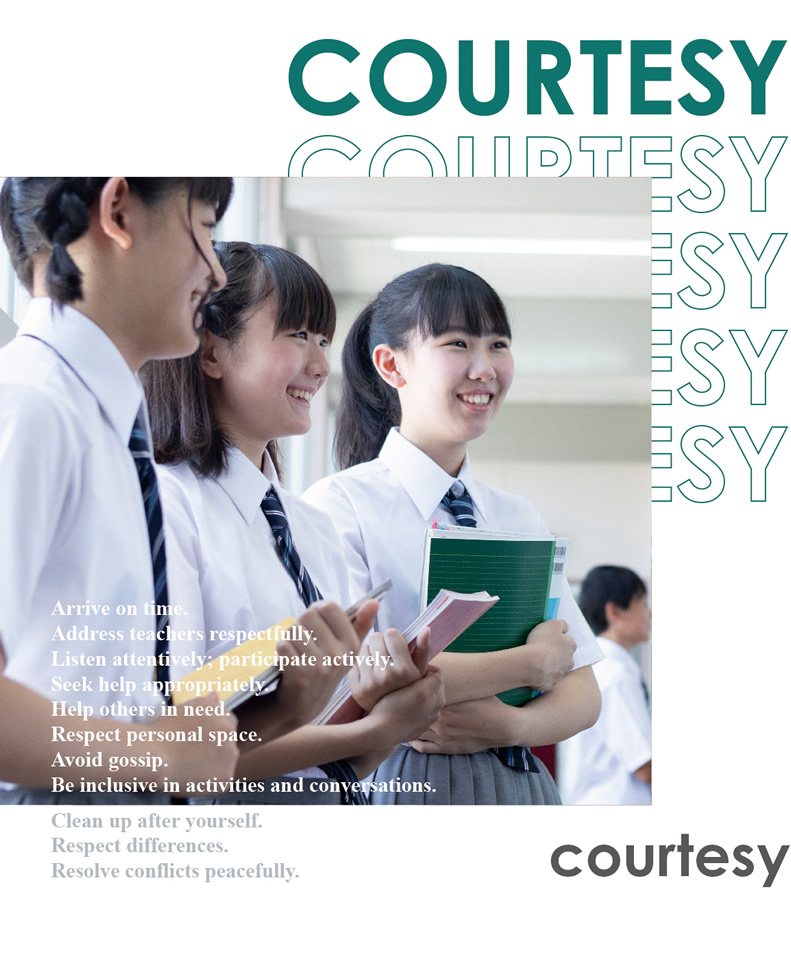 COURTESY
COURTESY
ESY
ESY
ESY
Arrive on time.
Address teachers respectfully.
Listen attentively; participate actively.
Seek help appropriately.
Help others in need.
Respect personal space.
Avoid gossip.
Be inclusive in activities and conversations.
Clean up after yourself.
Respect differences.
Resolve conflicts peacefully.
courtesy